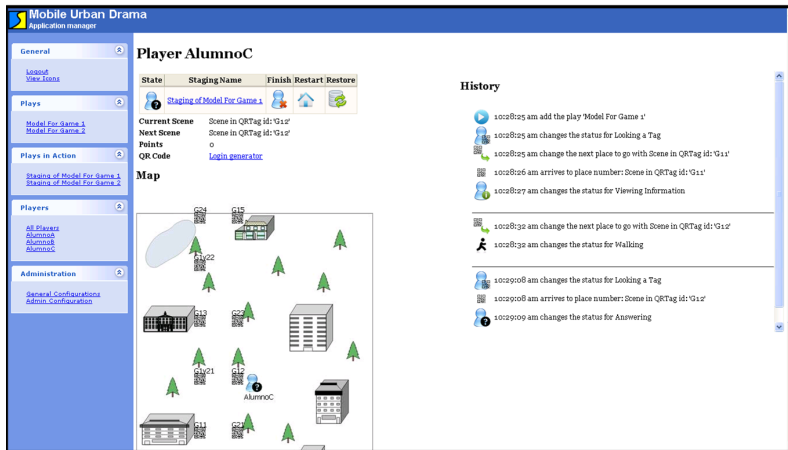 Mobile Urban Drama
Application manager
General
Logout
View Icons
Plays
Model For Game 1
Model For Game 2
Plays in Action
Staging of Model For Game 1
Staging of Model For Game 2
Players
All Players
AlumnoA
AlumnoB
AlumnoC
Administration
General Configurations
Admin Configuration
Player AlumnoC
State Staging Name Finish Restart Restore
Staging of Model For Game 1
Current Scene Scene in QRTag id:'G12'
Next Scene Scene in QRTag id:'G12'
Points 0
QR Code Login generator
Map
G24 G15
G1y22
G13 G23
G1y21 G12
AlumnoC
G11 G21
History
10:28:25 am add the play 'Model For Game 1'
10:28:25 am changes the status for Looking a Tag
10:28:25 am change the next place to go with Scene in QRTag id: 'G11'
10:28:26 am arrives to place number: Scene in QRTag id: 'G11'
10:28:27 am changes the status for Viewing Information
10:28:32 am change the next place to go with Scene in QRTag id: 'G12'
10:28:32 am changes the status for Walking
10:29:08 am changes the status for Looking a Tag
10:29:08 am arrives to place number: Scene in QRTag id: 'G12'
10:29:09 am changes the status for Answering